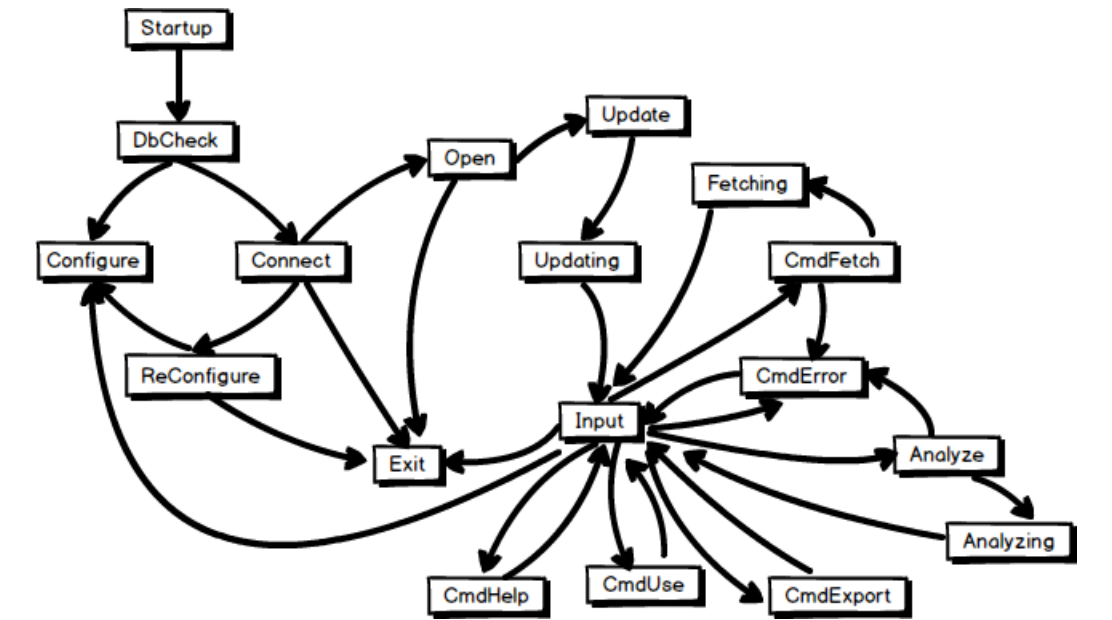 Startup
DbCheck
Update
Open
Fetching
Configure
Connect
Updating
CmdFetch
ReConfigure
CmdError
Input
Exit
Analyze
Analyzing
CmdHelp
CmdUse
CmdExport